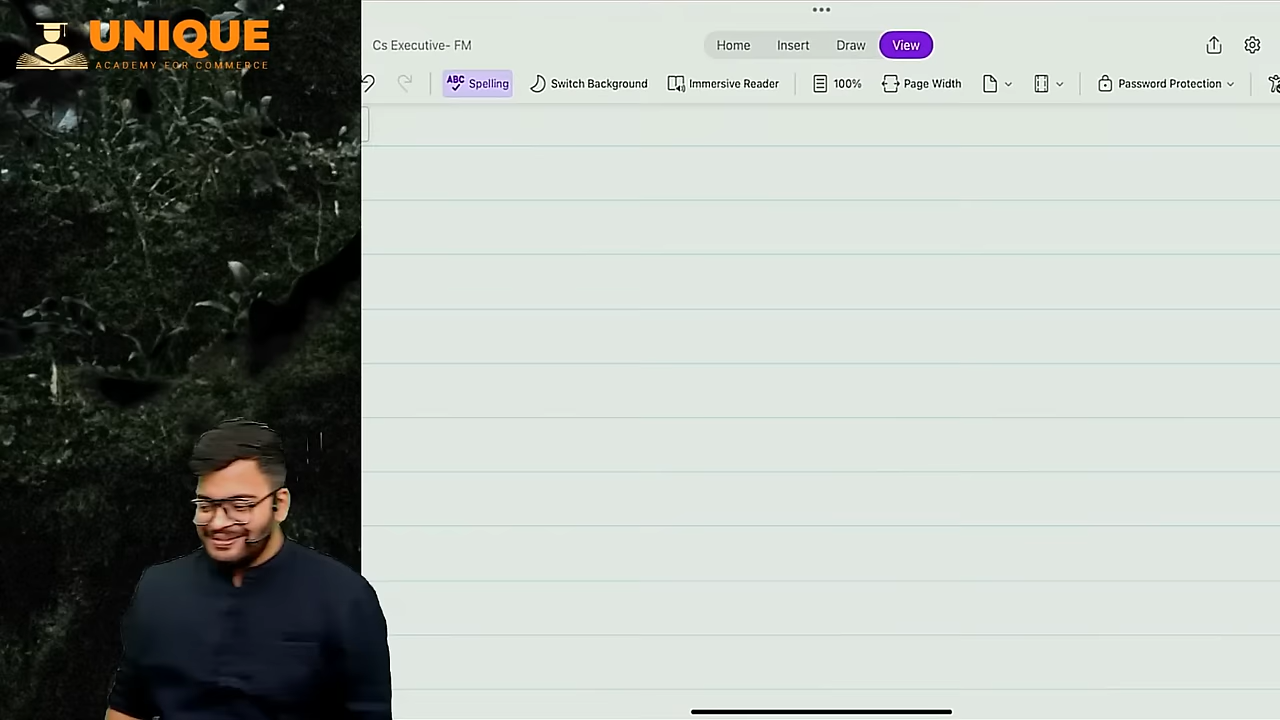 UNIQUE
ACADEMY FOR COMMERCE
Cs Executive- FM
Home
Insert
Draw
View
ABC Spelling
Switch Background
Immersive Reader
100%
Page Width
Password Protection